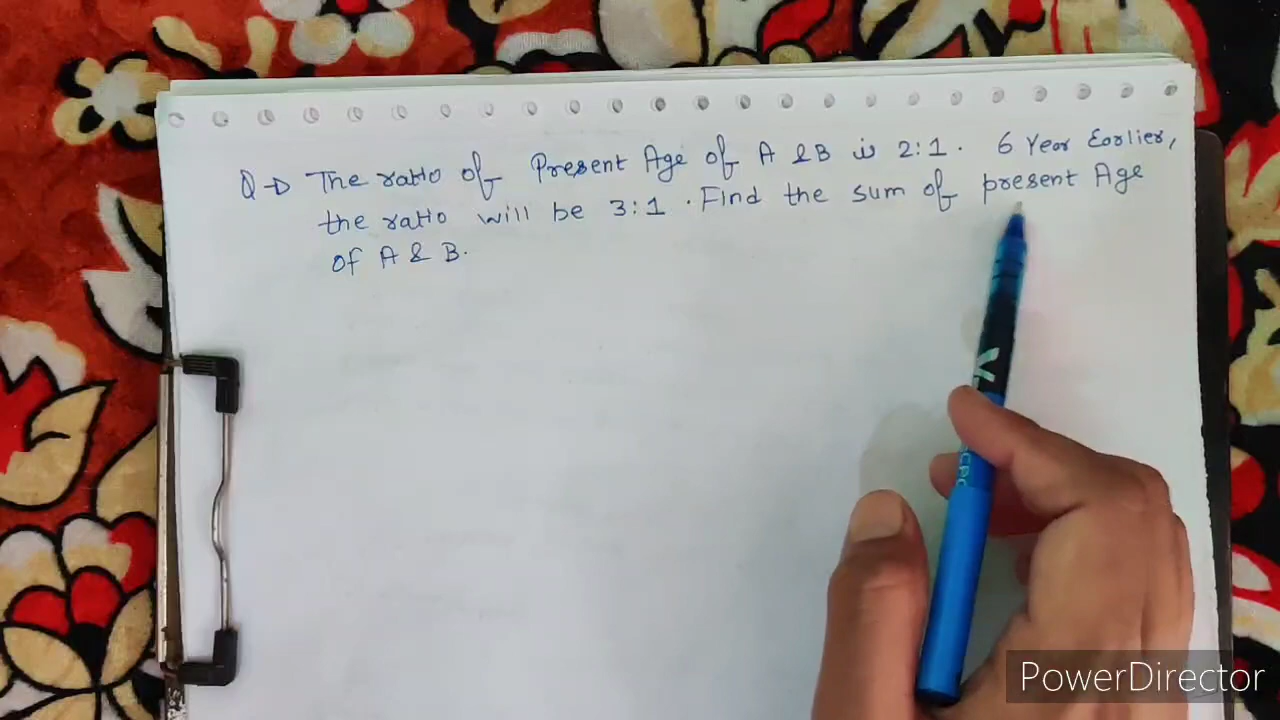 Q→ The ratio of Present Age of A & B is 2:1. 6 Year Earlier,
the ratio will be 3:1. Find the sum of present Age
of A & B.
PowerDirector